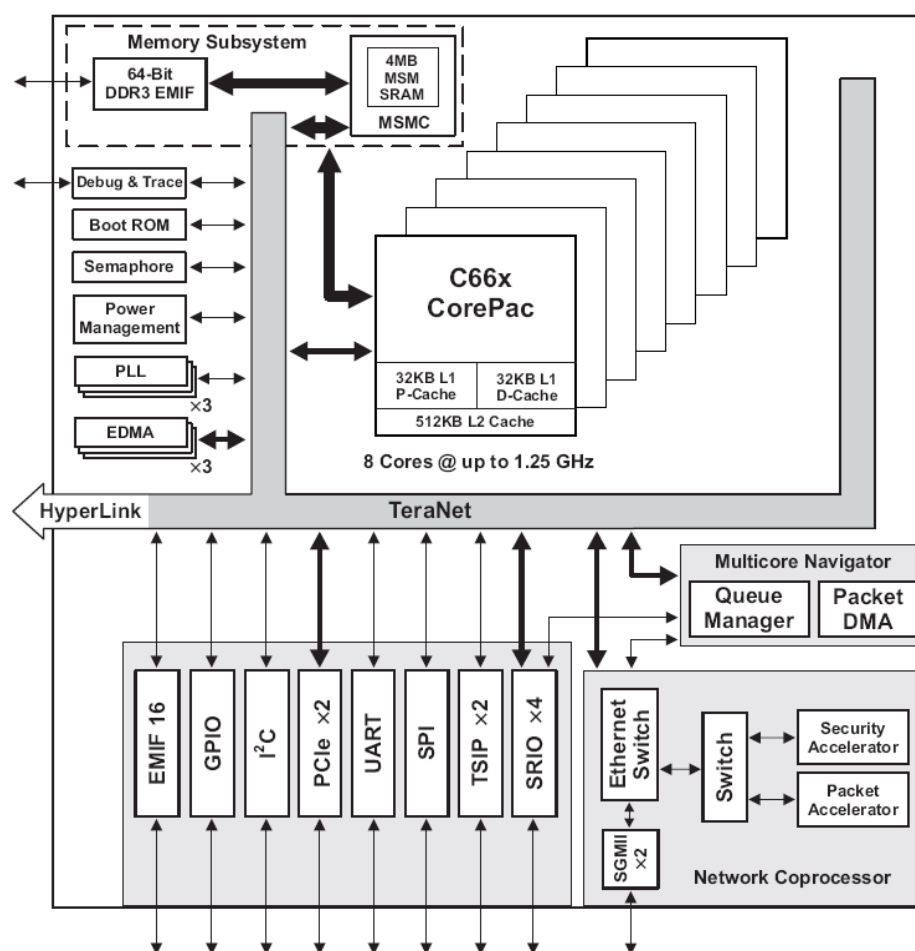 Memory Subsystem
64-Bit
DDR3 EMIF
4MB
MSM
SRAM
MSMC
Debug & Trace
Boot ROM
Semaphore
Power
Management
PLL
×3
EDMA
×3
C66x
CorePac
32KB L1
P-Cache
32KB L1
D-Cache
512KB L2 Cache
8 Cores @ up to 1.25 GHz
HyperLink
TeraNet
Multicore Navigator
Queue
Manager
Packet
DMA
EMIF 16
GPIO
I²C
PCIe ×2
UART
SPI
TSIP ×2
SRIO ×4
Ethernet
Switch
Switch
Security
Accelerator
Packet
Accelerator
SGMII
×2
Network Coprocessor